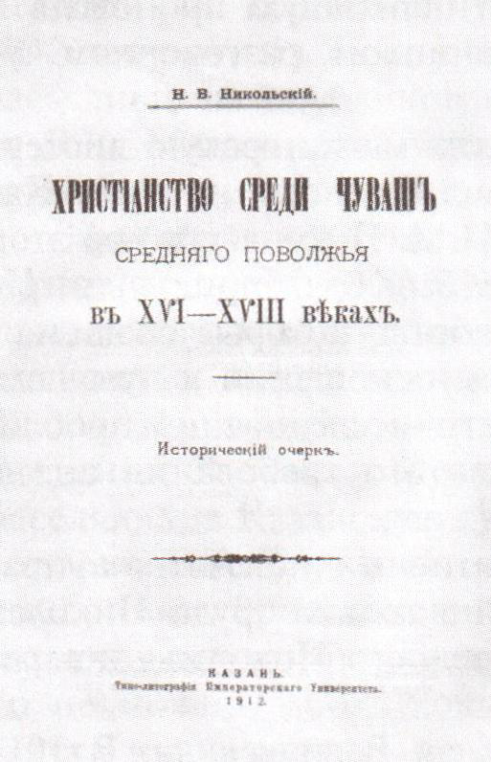 Н. В. Никольскій.
ХРИСТІАНСТВО СРЕДИ ЧУВАШЪ
СРЕДНЯГО ПОВОЛЖЬЯ
въ XVI—XVIII вѣкахъ.
Историческій очеркъ.
КАЗАНЬ.
Типо-литографія Императорскаго Университета.
1912.